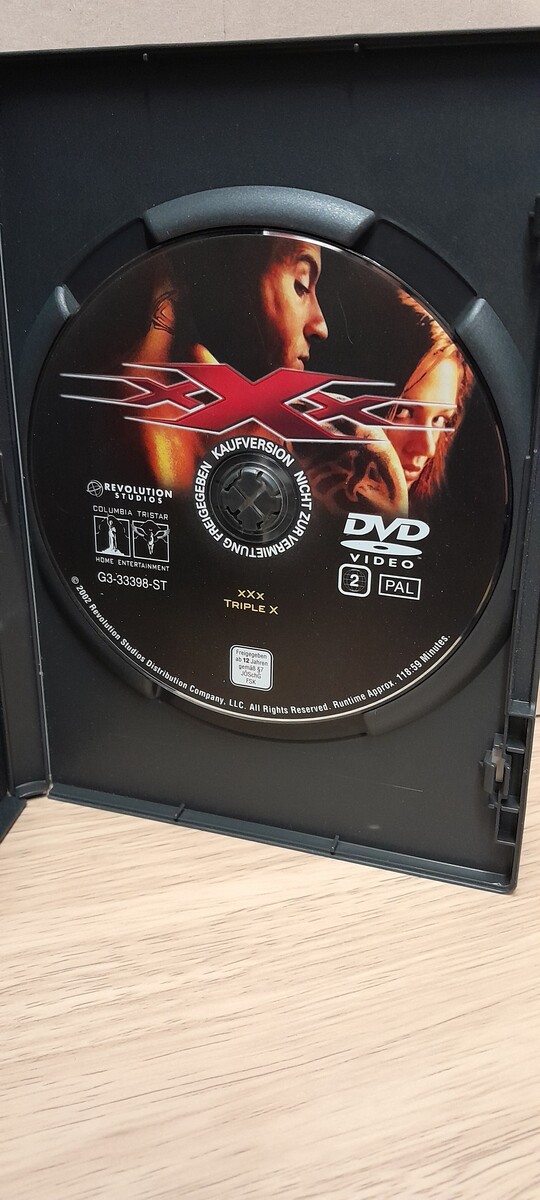 xXx
KAUFVERSION NICHT ZUR VERMIETUNG FREIGEGEBEN
REVOLUTION
STUDIOS
COLUMBIA TRISTAR
HOME ENTERTAINMENT
G3-33398-ST
DVD
VIDEO
2 PAL
xXx
TRIPLE X
Freigegeben
ab 12 Jahren
gemäß §7
JÖSchG
FSK
© 2002 Revolution Studios Distribution Company, LLC. All Rights Reserved. Runtime Approx. 118:59 Minutes.